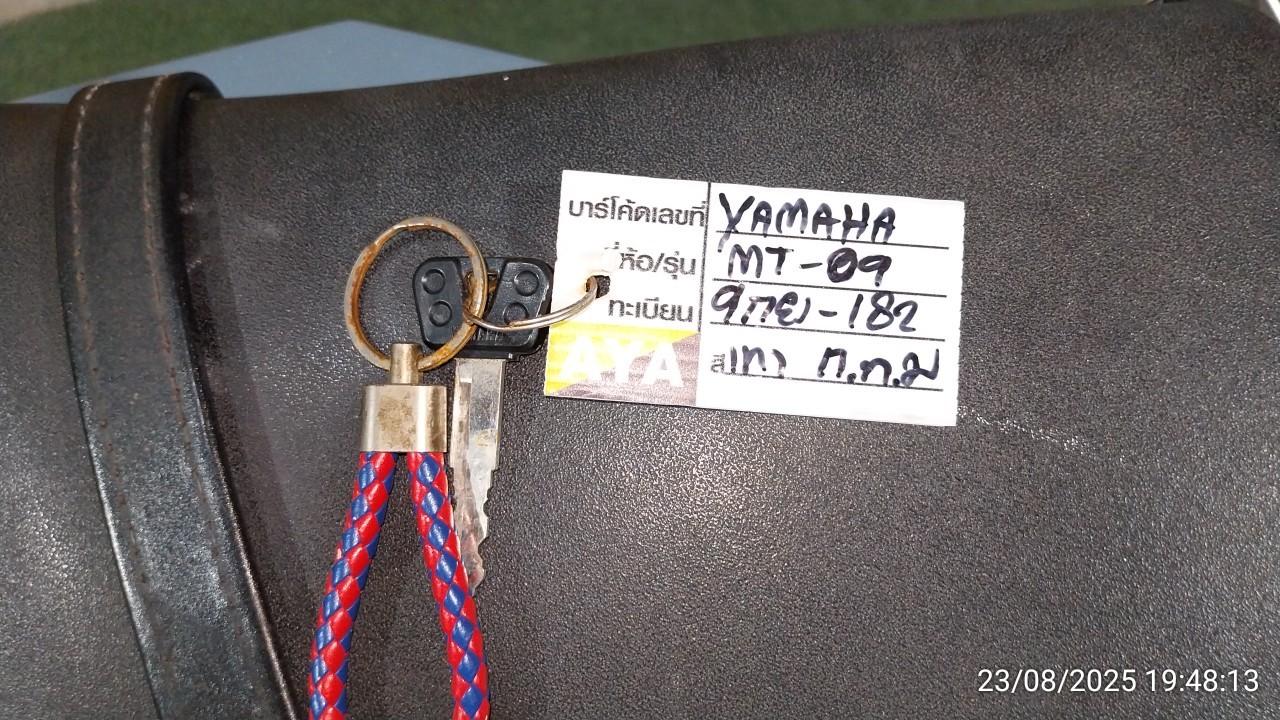 บาร์โค้ดเลขที่ YAMAHA
ยี่ห้อ/รุ่น MT-09
ทะเบียน 9กย-182
AYA สี เทา ก.ท.ม
23/08/2025 19:48:13